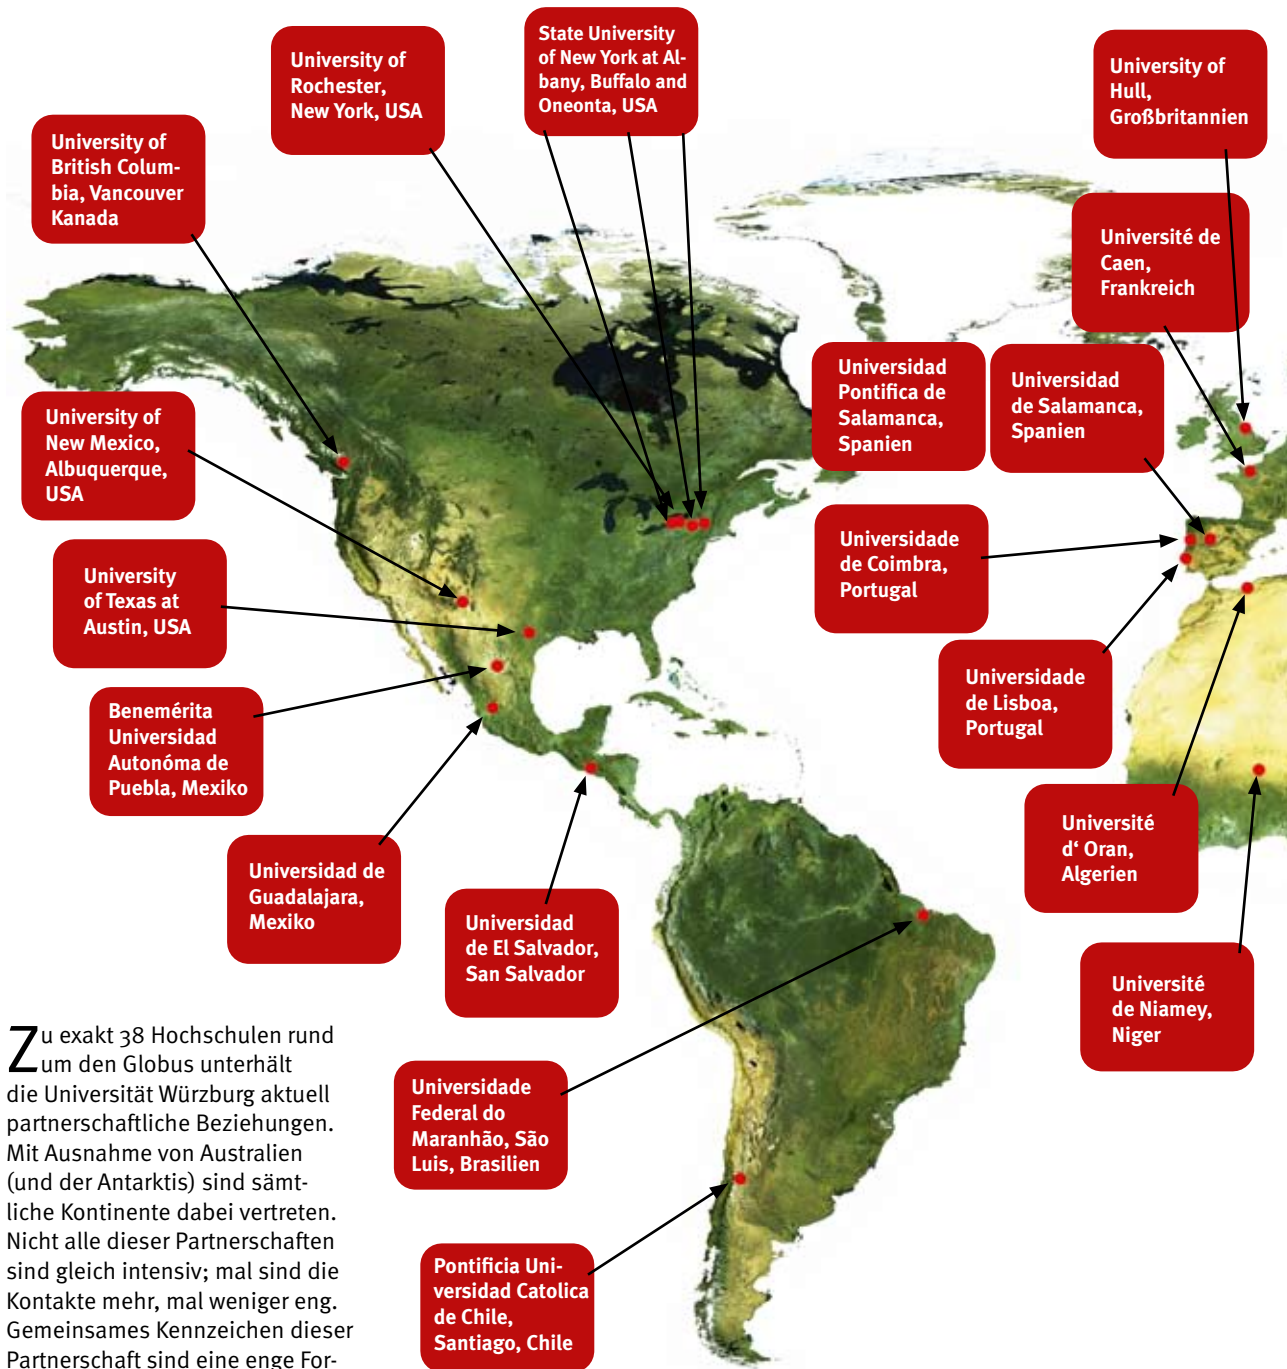 State University
of New York at Al-
bany, Buffalo and
Oneonta, USA
University of
Rochester,
New York, USA
University of
Hull,
Großbritannien
University of
British Colum-
bia, Vancouver
Kanada
Université de
Caen,
Frankreich
Universidad
Pontifica de
Salamanca,
Spanien
Universidad
de Salamanca,
Spanien
University of
New Mexico,
Albuquerque,
USA
Universidade
de Coimbra,
Portugal
University
of Texas at
Austin, USA
Universidade
de Lisboa,
Portugal
Benemérita
Universidad
Autonóma de
Puebla, Mexiko
Université
d‘ Oran,
Algerien
Universidad de
Guadalajara,
Mexiko
Universidad
de El Salvador,
San Salvador
Université
de Niamey,
Niger
Universidade
Federal do
Maranhão, São
Luis, Brasilien
Pontificia Uni-
versidad Catolica
de Chile,
Santiago, Chile
Zu exakt 38 Hochschulen rund
um den Globus unterhält
die Universität Würzburg aktuell
partnerschaftliche Beziehungen.
Mit Ausnahme von Australien
(und der Antarktis) sind sämt-
liche Kontinente dabei vertreten.
Nicht alle dieser Partnerschaften
sind gleich intensiv; mal sind die
Kontakte mehr, mal weniger eng.
Gemeinsames Kennzeichen dieser
Partnerschaft sind eine enge For-